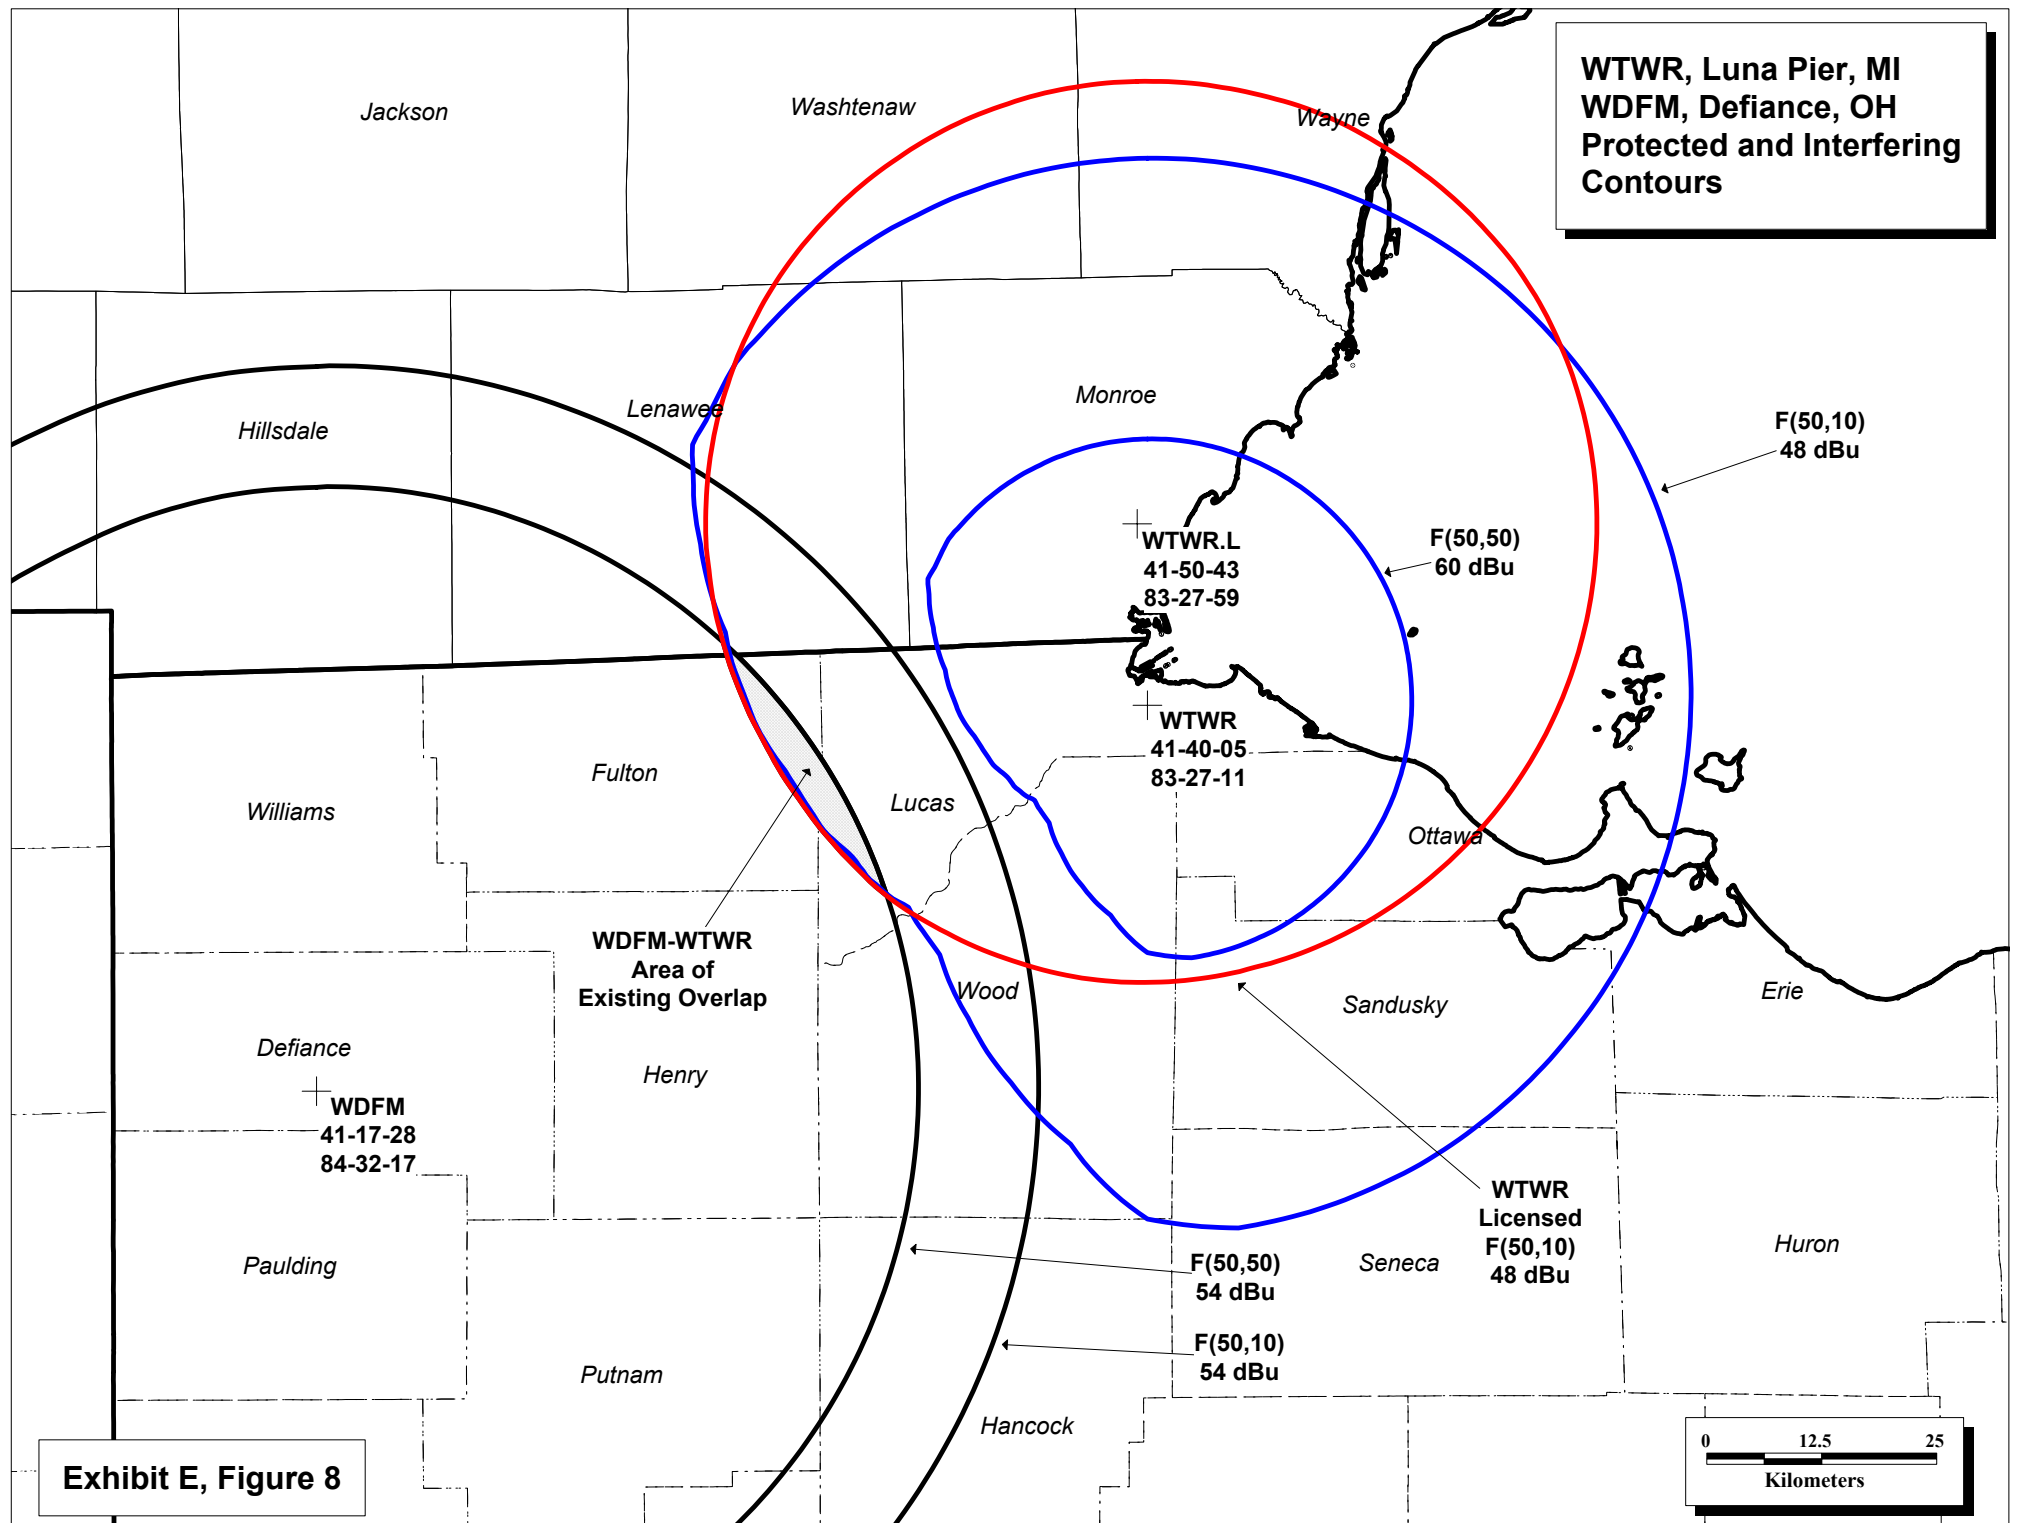 WTWR, Luna Pier, MI
WDFM, Defiance, OH
Protected and Interfering
Contours
Jackson
Washtenaw
Wayne
Hillsdale
Lenawee
Monroe
F(50,10)
48 dBu
F(50,50)
60 dBu
WTWR.L
41-50-43
83-27-59
WTWR
41-40-05
83-27-11
Williams
Fulton
Lucas
Ottawa
WDFM-WTWR
Area of
Existing Overlap
Wood
Sandusky
Erie
Defiance
Henry
WDFM
41-17-28
84-32-17
WTWR
Licensed
F(50,10)
48 dBu
Paulding
Seneca
Huron
F(50,50)
54 dBu
F(50,10)
54 dBu
Putnam
Hancock
Exhibit E, Figure 8
0 12.5 25
Kilometers